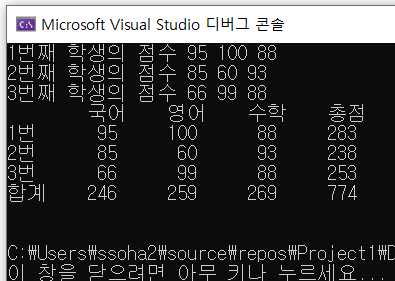 Microsoft Visual Studio 디버그 콘솔
1번째 학생의 점수 95 100 88
2번째 학생의 점수 85 60 93
3번째 학생의 점수 66 99 88
국어 영어 수학 총점
1번 95 100 88 283
2번 85 60 93 238
3번 66 99 88 253
합계 246 259 269 774
C:₩Users₩ssoha2₩source₩repos₩Project1₩D
이 창을 닫으려면 아무 키나 누르세요...